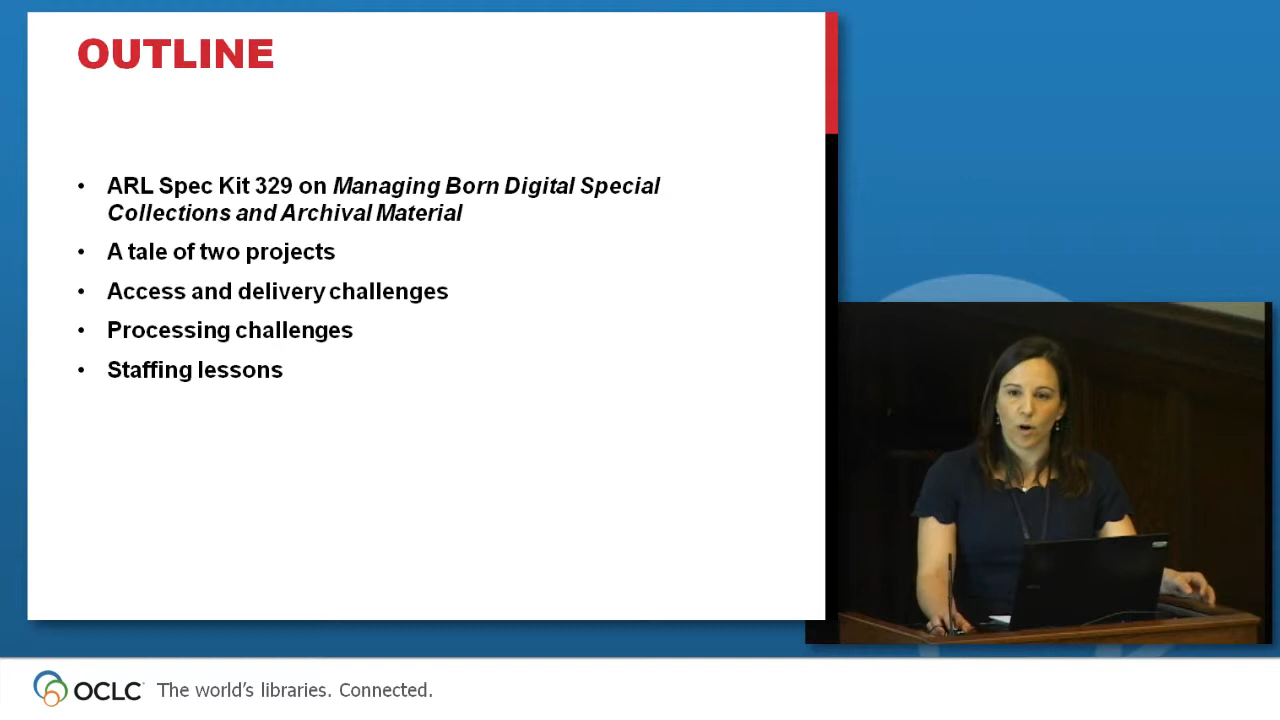 OUTLINE
• ARL Spec Kit 329 on Managing Born Digital Special
Collections and Archival Material
• A tale of two projects
• Access and delivery challenges
• Processing challenges
• Staffing lessons
OCLC The world's libraries. Connected.